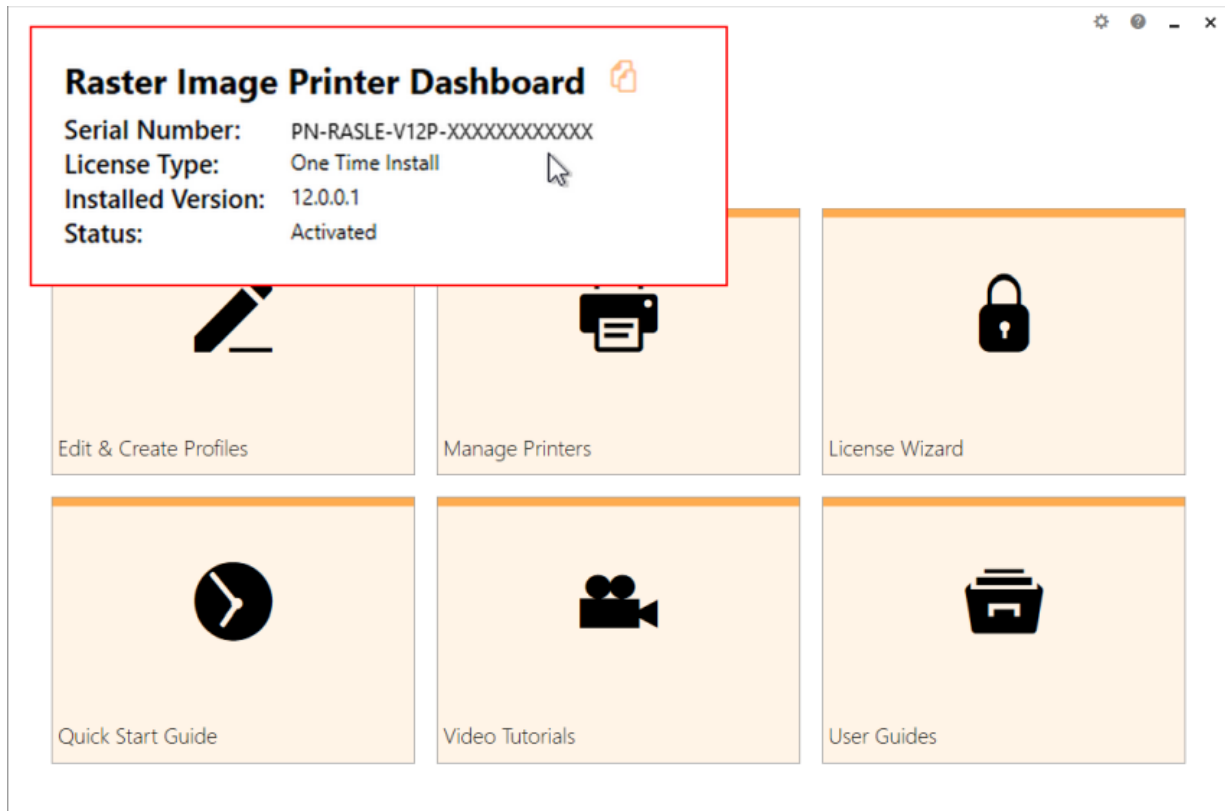 Raster Image Printer Dashboard
Serial Number: PN-RASLE-V12P-XXXXXXXXXXXX
License Type: One Time Install
Installed Version: 12.0.0.1
Status: Activated
Edit & Create Profiles
Manage Printers
License Wizard
Quick Start Guide
Video Tutorials
User Guides